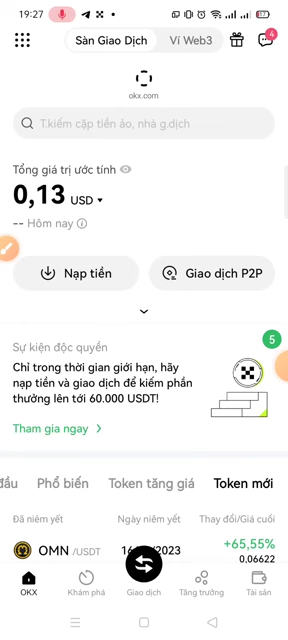 19:27
Sàn Giao Dịch
Ví Web3
4
okx.com
T.kiếm cặp tiền ảo, nhà g.dịch
Tổng giá trị ước tính
0,13 USD
-- Hôm nay
Nạp tiền
Giao dịch P2P
5
Sự kiện độc quyền
Chỉ trong thời gian giới hạn, hãy
nạp tiền và giao dịch để kiếm phần
thưởng lên tới 60.000 USDT!
Tham gia ngay
đầu Phổ biến Token tăng giá Token mới
Đã niêm yết Ngày niêm yết Thay đổi/Giá cuối
OMN /USDT
2023
+65,55%
0,06622
OKX Khám phá Giao dịch Tăng trưởng Tài sản